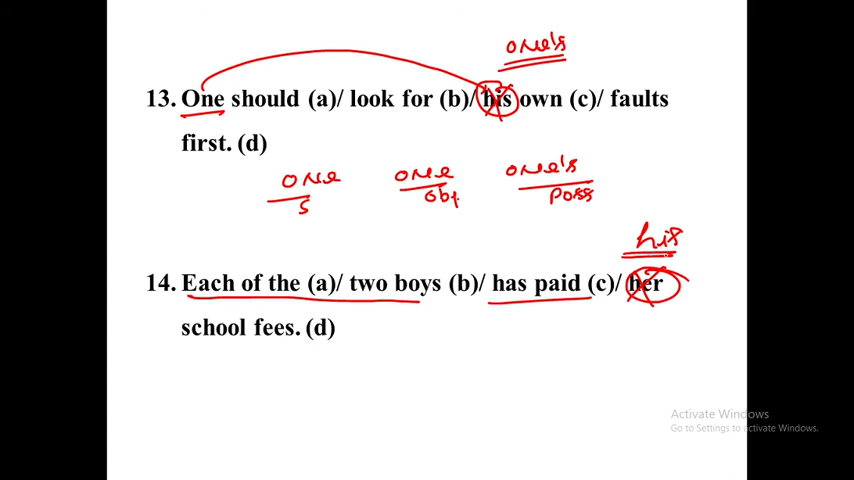 one's
13. One should (a)/ look for (b)/ his own (c)/ faults
first. (d)
one one one's
s obj. poss
his
14. Each of the (a)/ two boys (b)/ has paid (c)/ her
school fees. (d)
Activate Windows
Go to Settings to activate Windows.